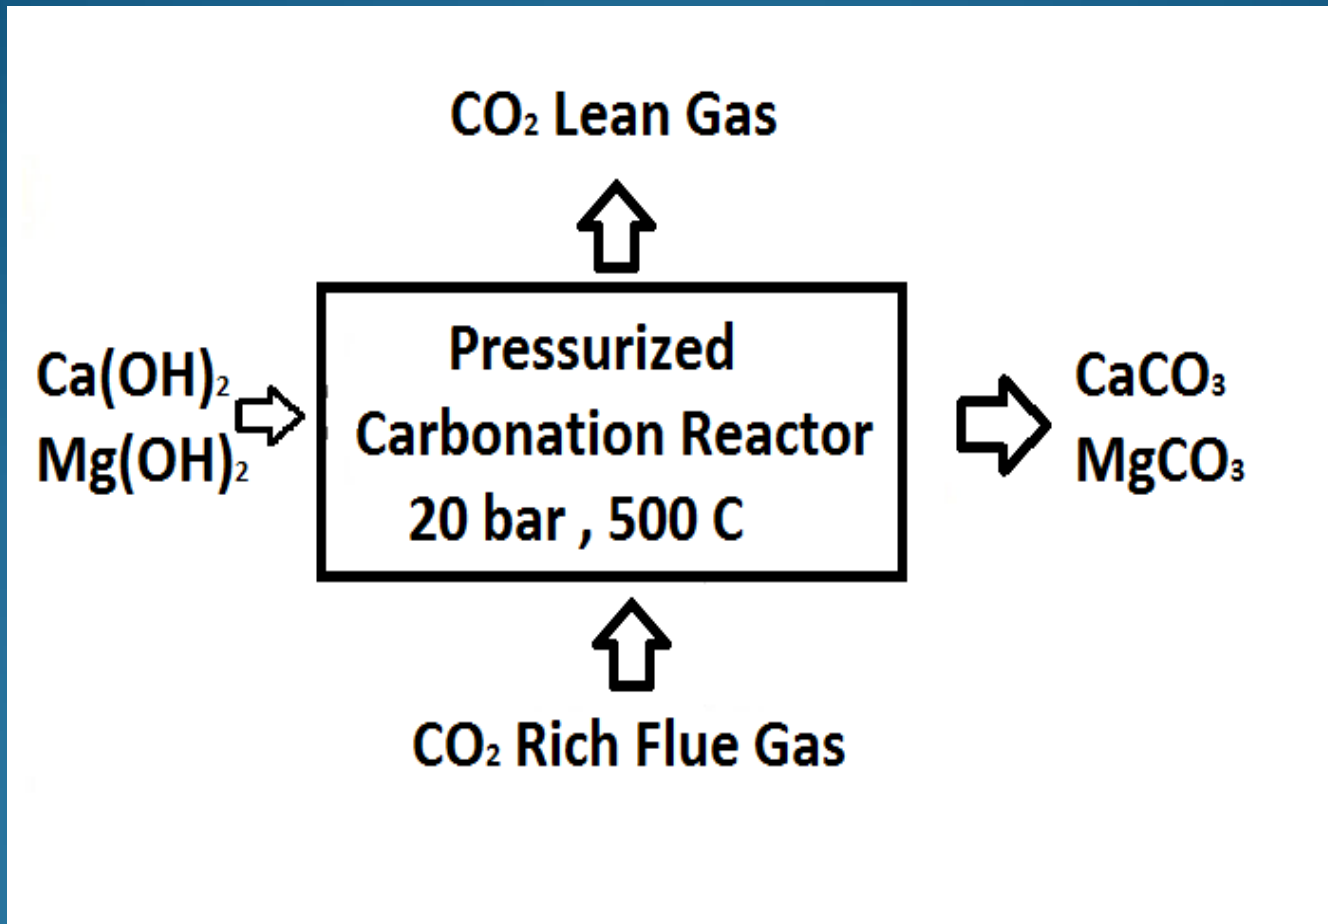 CO₂ Lean Gas
Ca(OH)₂
Mg(OH)₂
Pressurized
Carbonation Reactor
20 bar , 500 C
CaCO₃
MgCO₃
CO₂ Rich Flue Gas